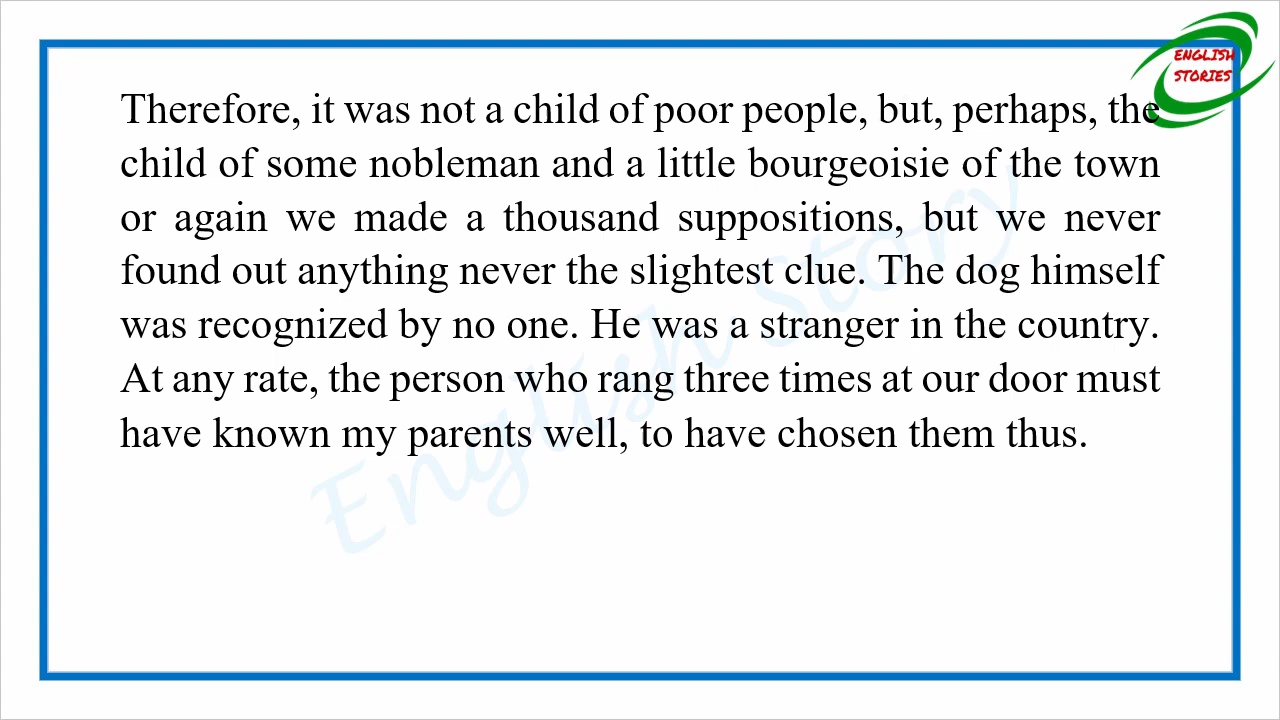 ENGLISH
STORIES
Therefore, it was not a child of poor people, but, perhaps, the
child of some nobleman and a little bourgeoisie of the town
or again we made a thousand suppositions, but we never
found out anything never the slightest clue. The dog himself
was recognized by no one. He was a stranger in the country.
At any rate, the person who rang three times at our door must
have known my parents well, to have chosen them thus.
English Story